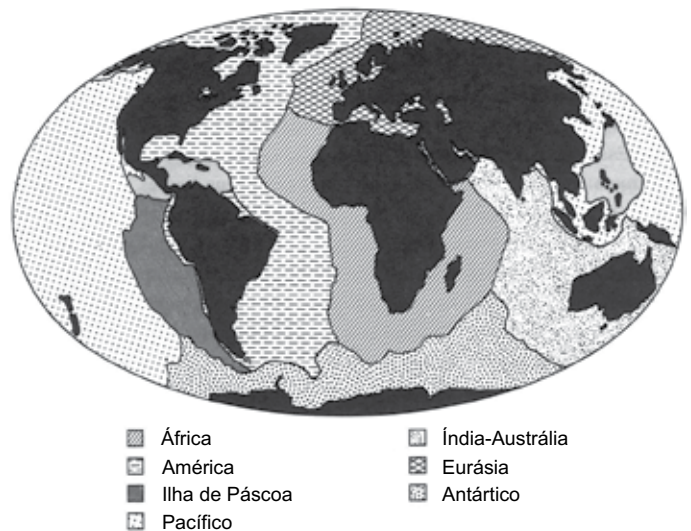 África
América
Ilha de Páscoa
Pacífico
Índia-Austrália
Eurásia
Antártico